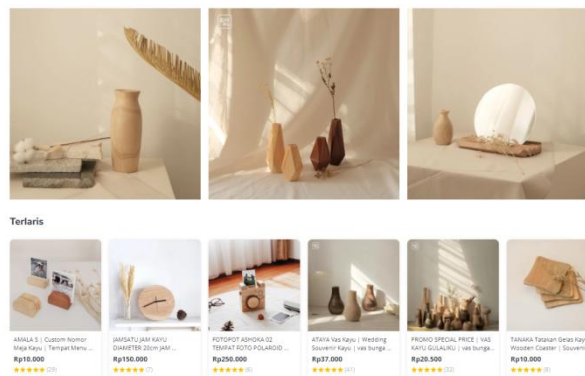 Terlaris
AMALA S | Custom Nomor
Meja Kayu | Tempat Menu ...
Rp10.000
(29)
JAMSATU JAM KAYU
DIAMETER 20cm JAM ...
Rp150.000
(7)
FOTOPOT ASHOKA 02
TEMPAT FOTO POLAROID ...
Rp250.000
(6)
ATAYA Vas Kayu | Wedding
Souvenir Kayu | vas bunga ...
Rp37.000
(41)
PROMO SPECIAL PRICE | VAS
KAYU GULALIKU | vas bunga...
Rp20.500
(32)
TANAKA Tatakan Gelas Kayu
Wooden Coaster | Souvenir
Rp10.000
(8)